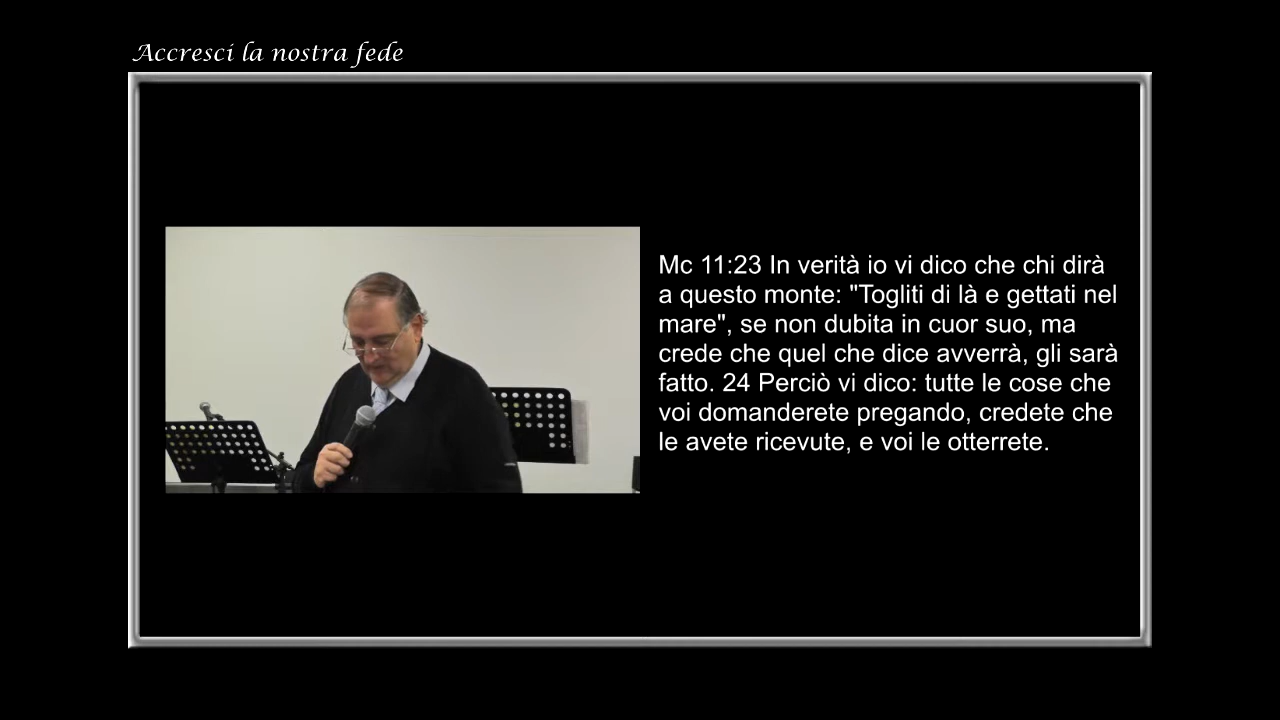 Accresci la nostra fede
Mc 11:23 In verità io vi dico che chi dirà
a questo monte: "Togliti di là e gettati nel
mare", se non dubita in cuor suo, ma
crede che quel che dice avverrà, gli sarà
fatto. 24 Perciò vi dico: tutte le cose che
voi domanderete pregando, credete che
le avete ricevute, e voi le otterrete.